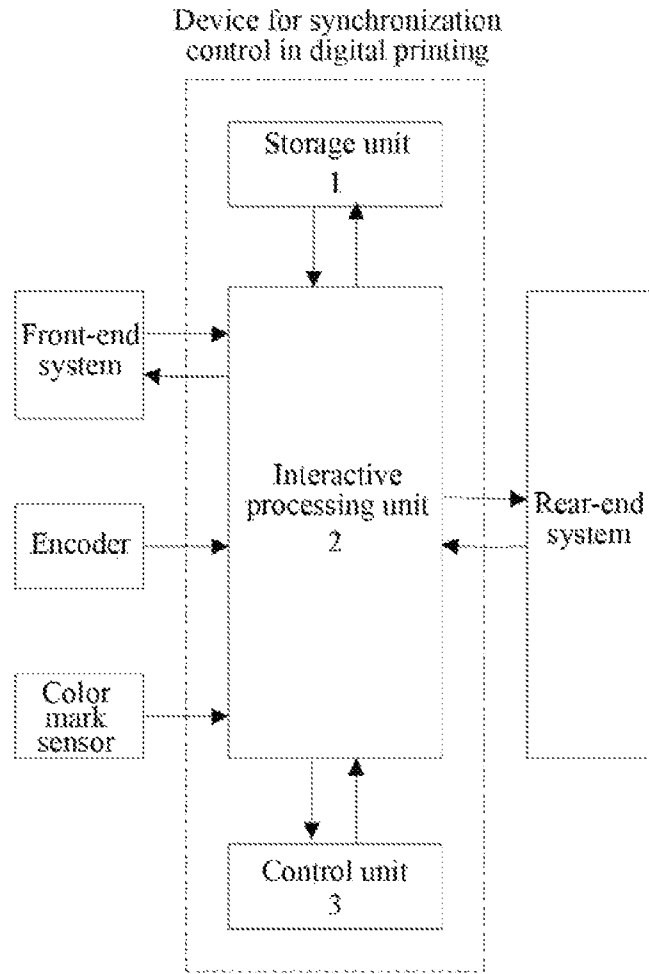 Device for synchronization
control in digital printing
Storage unit
1
Front-end
system
Interactive
processing unit
2
Rear-end
system
Encoder
Color
mark
sensor
Control unit
3